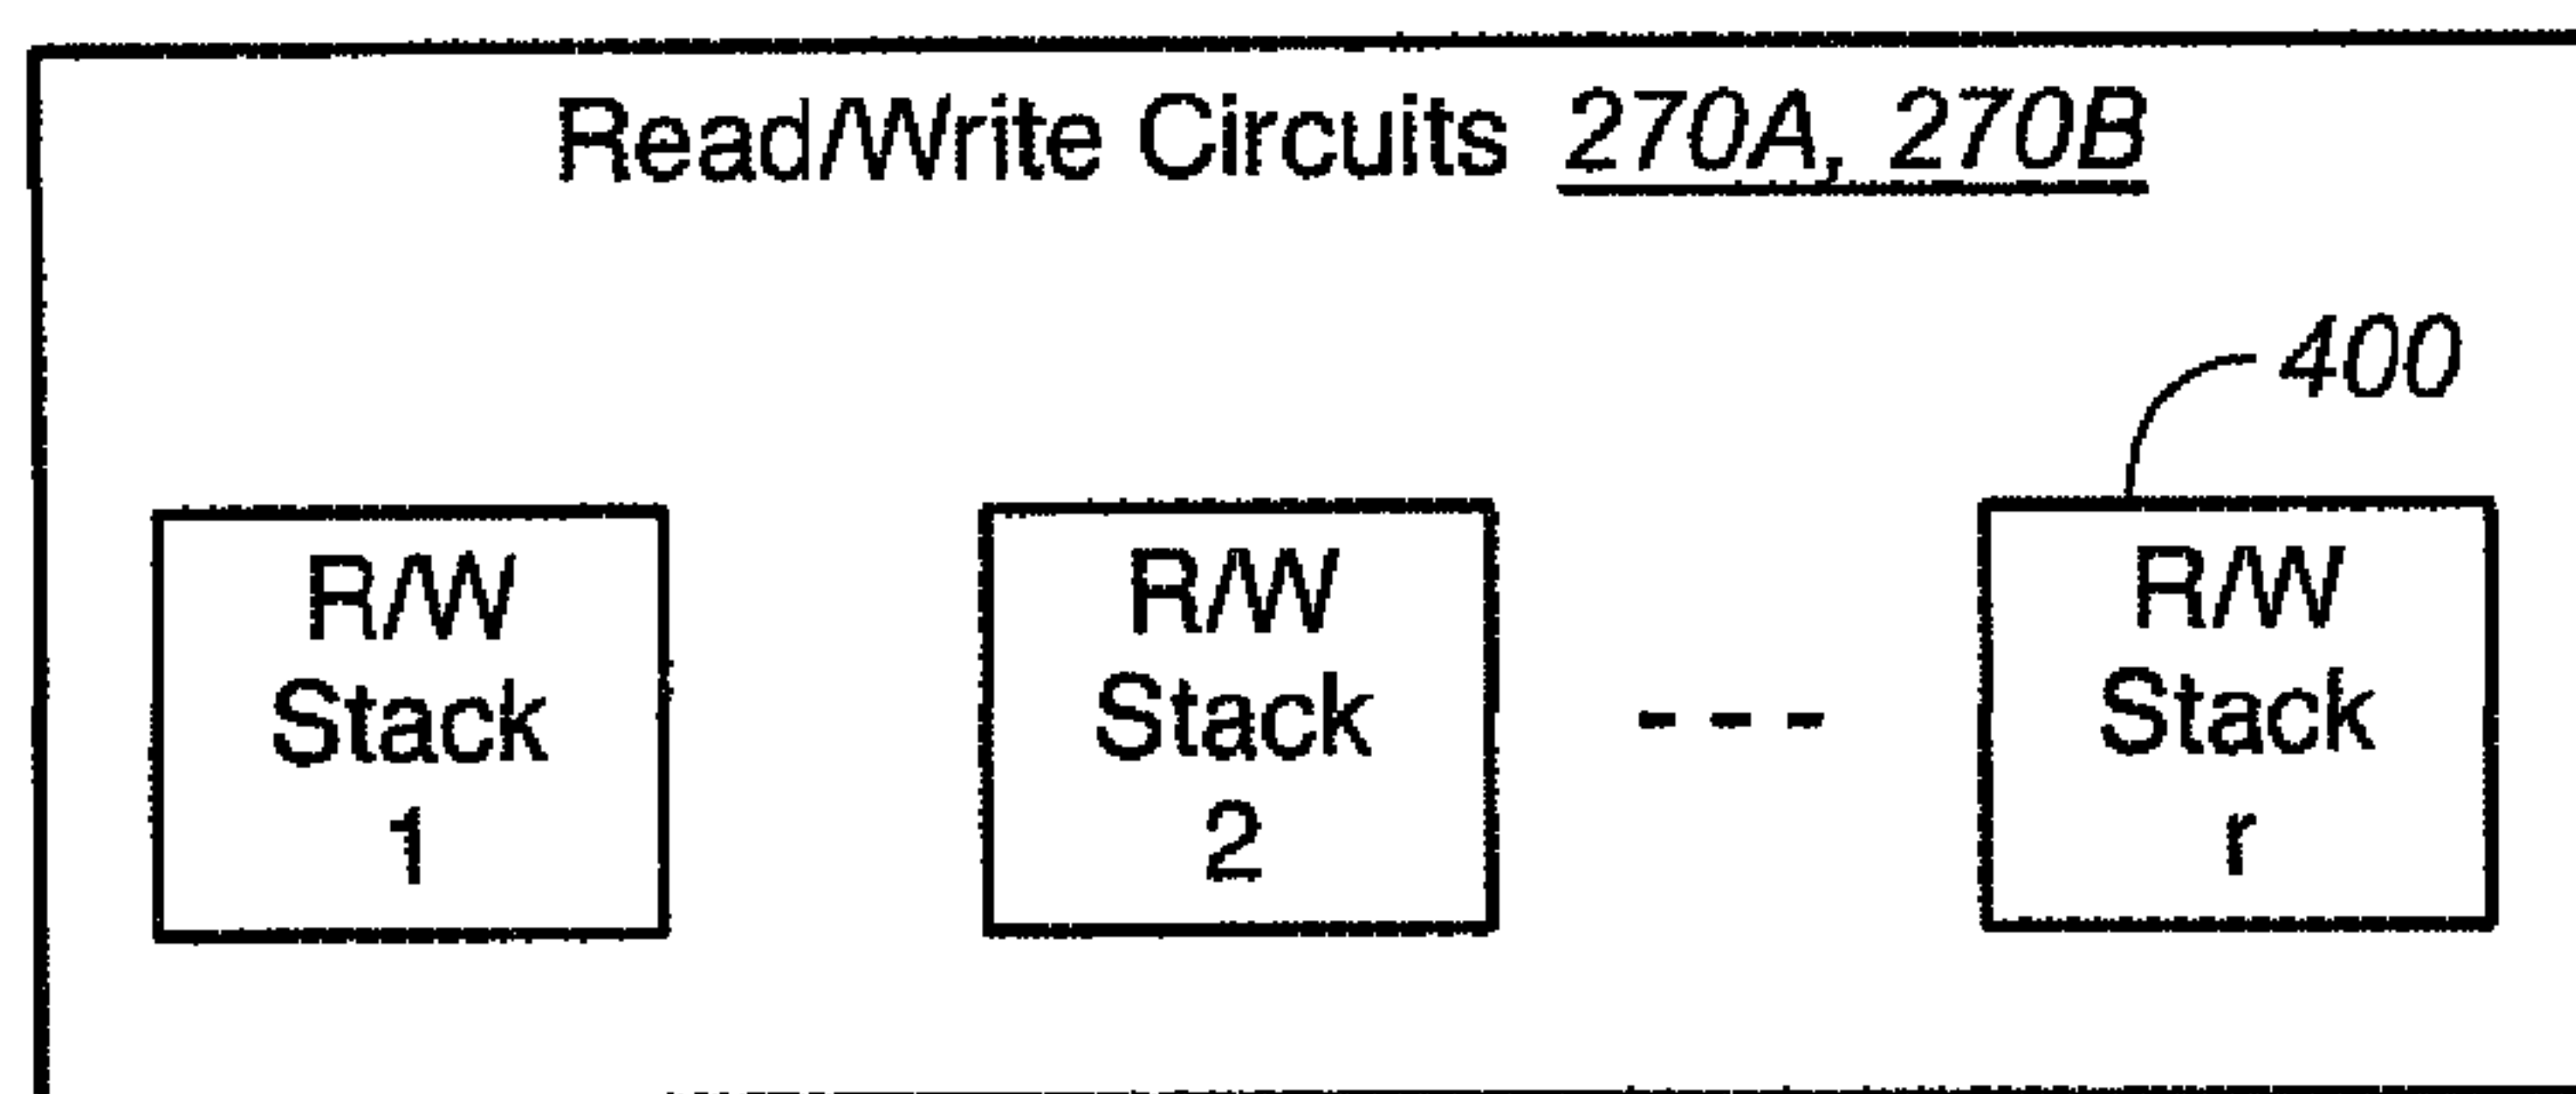 Read/Write Circuits 270A, 270B
400
R/W
Stack
1
R/W
Stack
2
R/W
Stack
r